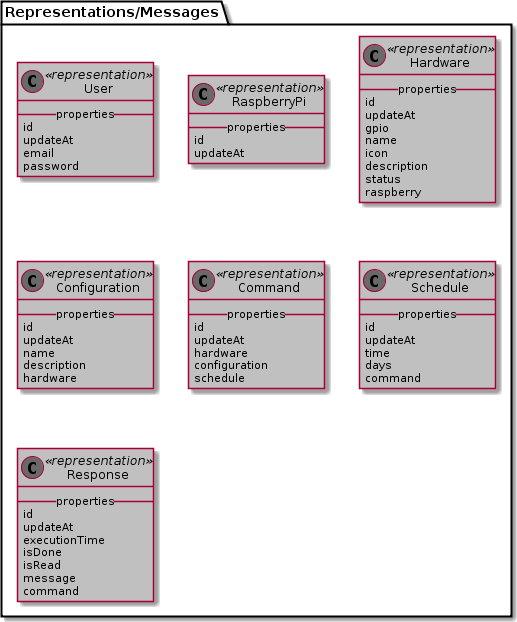 Representations/Messages
C
«representation»
User
properties
id
updateAt
email
password
C
«representation»
RaspberryPi
properties
id
updateAt
C
«representation»
Hardware
properties
id
updateAt
gpio
name
icon
description
status
raspberry
C
«representation»
Configuration
properties
id
updateAt
name
description
hardware
C
«representation»
Command
properties
id
updateAt
hardware
configuration
schedule
C
«representation»
Schedule
properties
id
updateAt
time
days
command
C
«representation»
Response
properties
id
updateAt
executionTime
isDone
isRead
message
command